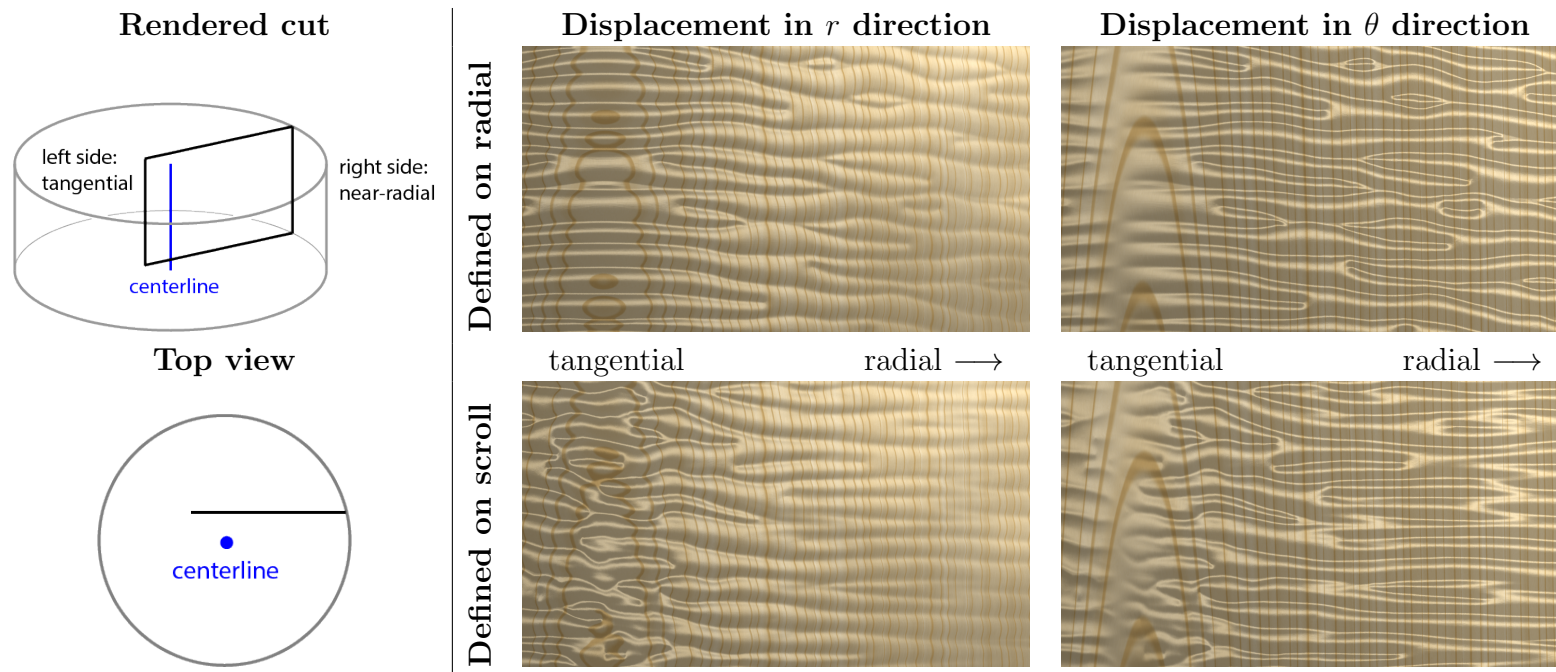 Rendered cut
left side:
tangential
right side:
near-radial
centerline
Top view
centerline
Displacement in r direction
Displacement in θ direction
Defined on radial
tangential radial ⟶
tangential radial ⟶
Defined on scroll